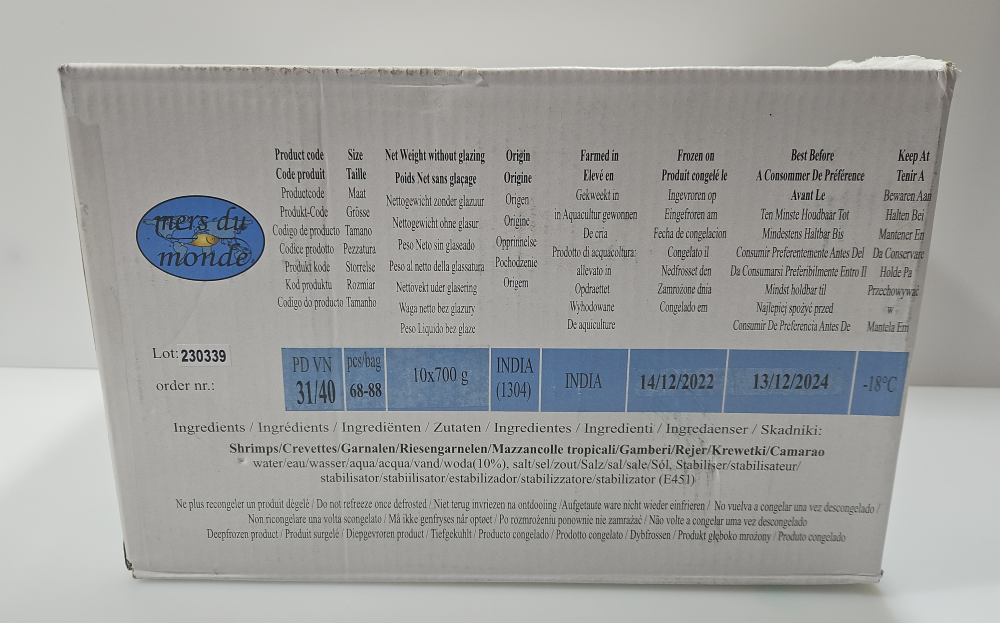 mers du
monde
Product code
Code produit
Productcode
Produkt-Code
Codigo de producto
Codice prodotto
Produkt kode
Kod produktu
Codigo do producto
Size
Taille
Maat
Grösse
Tamano
Pezzatura
Storrelse
Rozmiar
Tamanho
Net Weight without glazing
Poids Net sans glaçage
Nettogewicht zonder glazuur
Nettogewicht ohne glasur
Peso Neto sin glaseado
Peso al netto della glassatura
Nettovekt uder glasering
Waga netto bez glazury
Peso Liquido bez glaze
Origin
Origine
Origen
Origine
Opprinnelse
Pochodzenie
Origem
Farmed in
Elevé en
Gekweekt in
in Aquacultur gewonnen
De cria
Prodotto di acquacoltura:
allevato in
Opdraettet
Wyhodowane
De aquiculture
Frozen on
Produit congelé le
Ingevroren op
Eingefroren am
Fecha de congelacion
Congelato il
Nedfrosset den
Zamrożone dnia
Congelado em
Best Before
A Consommer De Préférence
Avant Le
Ten Minste Houdbaar Tot
Mindestens Haltbar Bis
Consumir Preferentemente Antes Del
Da Consumarsi Preferibilmente Entro Il
Mindst holdbar til
Najlepiej spożyć przed
Consumir De Preferencia Antes De
Keep At
Tenir A
Bewaren Aan
Halten Bei
Mantener En
Da Conservare
Holde Pa
Przechowywać
w
Mantela Em
Lot: 230339
order nr.:
PD VN
31/40
pcs/bag
68-88
10x700 g
INDIA
(1304)
INDIA
14/12/2022
13/12/2024
-18°C
Ingredients / Ingrédients / Ingrediënten / Zutaten / Ingredientes / Ingredienti / Ingredaenser / Skadniki:
Shrimps/Crevettes/Garnalen/Riesengarnelen/Mazzancolle tropicali/Gamberi/Rejer/Krewetki/Camarao
water/eau/wasser/aqua/acqua/vand/woda(10%), salt/sel/zout/Salz/sal/sale/Sól, Stabiliser/stabilisateur/
stabilisator/stabiilisator/estabilizador/stabilizzatore/stabilizator (E451)
Ne plus recongeler un produit dégelé / Do not refreeze once defrosted / Niet terug invriezen na ontdooiing /Aufgetaute ware nicht wieder einfrieren / No vuelva a congelar una vez descongelado /
Non ricongelare una volta scongelato / Må ikke genfryses når optøet / Po rozmrożeniu ponownie nie zamrażać / Não volte a congelar uma vez descongelado
Deepfrozen product / Produit surgelé / Diepgevroren product / Tiefgekuhlt / Producto congelado / Prodotto congelato / Dybfrossen / Produkt głęboko mrożony / Produto congelado